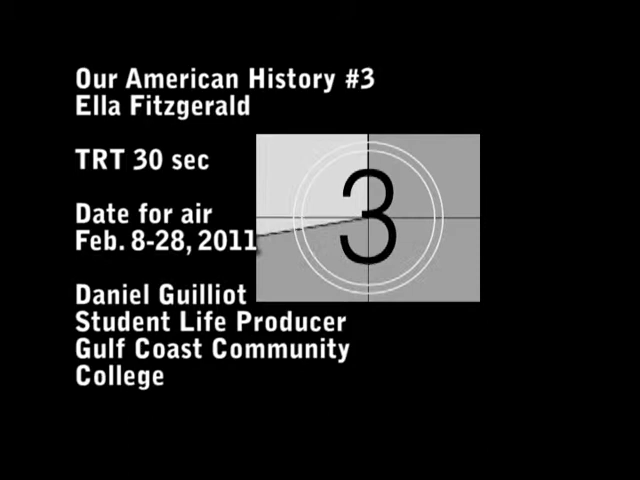 Our American History #3
Ella Fitzgerald
TRT 30 sec
Date for air
Feb. 8-28, 2011
3
Daniel Guilliot
Student Life Producer
Gulf Coast Community
College